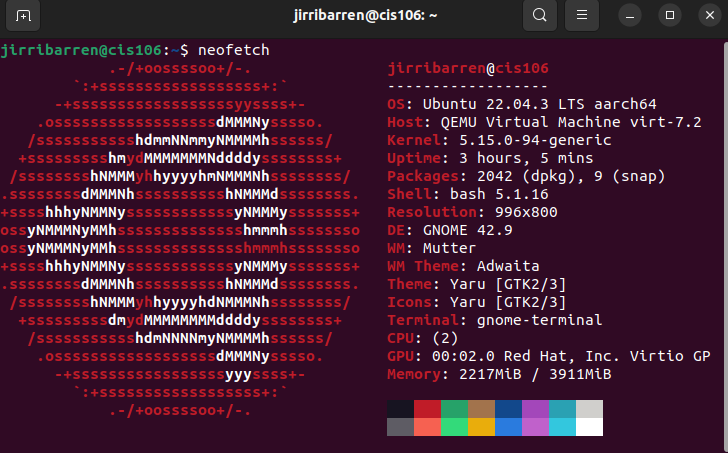 jirribarren@cis106: ~
jirribarren@cis106:~$ neofetch
            .-/+oossssoo+/-.               jirribarren@cis106
        `:+ssssssssssssssssss+:`           ------------------
      -+ssssssssssssssssssyyssss+-         OS: Ubuntu 22.04.3 LTS aarch64
    .ossssssssssssssssssdMMMNysssso.       Host: QEMU Virtual Machine virt-7.2
   /ssssssssssshdmmNNmmyNMMMMhssssss/      Kernel: 5.15.0-94-generic
  +ssssssssshmydMMMMMMMNddddyssssssss+     Uptime: 3 hours, 5 mins
 /sssssssshNMMMyhhyyyyhmNMMMNhssssssss/    Packages: 2042 (dpkg), 9 (snap)
.ssssssssdMMMNhsssssssssshNMMMdssssssss.   Shell: bash 5.1.16
+sssshhhyNMMNyssssssssssssyNMMMysssssss+   Resolution: 996x800
ossyNMMMNyMMhsssssssssssssshmmmhssssssso   DE: GNOME 42.9
ossyNMMMNyMMhsssssssssssssshmmmhssssssso   WM: Mutter
+sssshhhyNMMNyssssssssssssyNMMMysssssss+   WM Theme: Adwaita
.ssssssssdMMMNhsssssssssshNMMMdssssssss.   Theme: Yaru [GTK2/3]
 /sssssssshNMMMyhhyyyyhdNMMMNhssssssss/    Icons: Yaru [GTK2/3]
  +sssssssssdmydMMMMMMMMddddyssssssss+     Terminal: gnome-terminal
   /ssssssssssshdmNNNNmyNMMMMhssssss/      CPU: (2)
    .ossssssssssssssssssdMMMNysssso.       GPU: 00:02.0 Red Hat, Inc. Virtio GP
      -+sssssssssssssssssyyyssss+-         Memory: 2217MiB / 3911MiB
        `:+ssssssssssssssssss+:`
            .-/+oossssoo+/-.